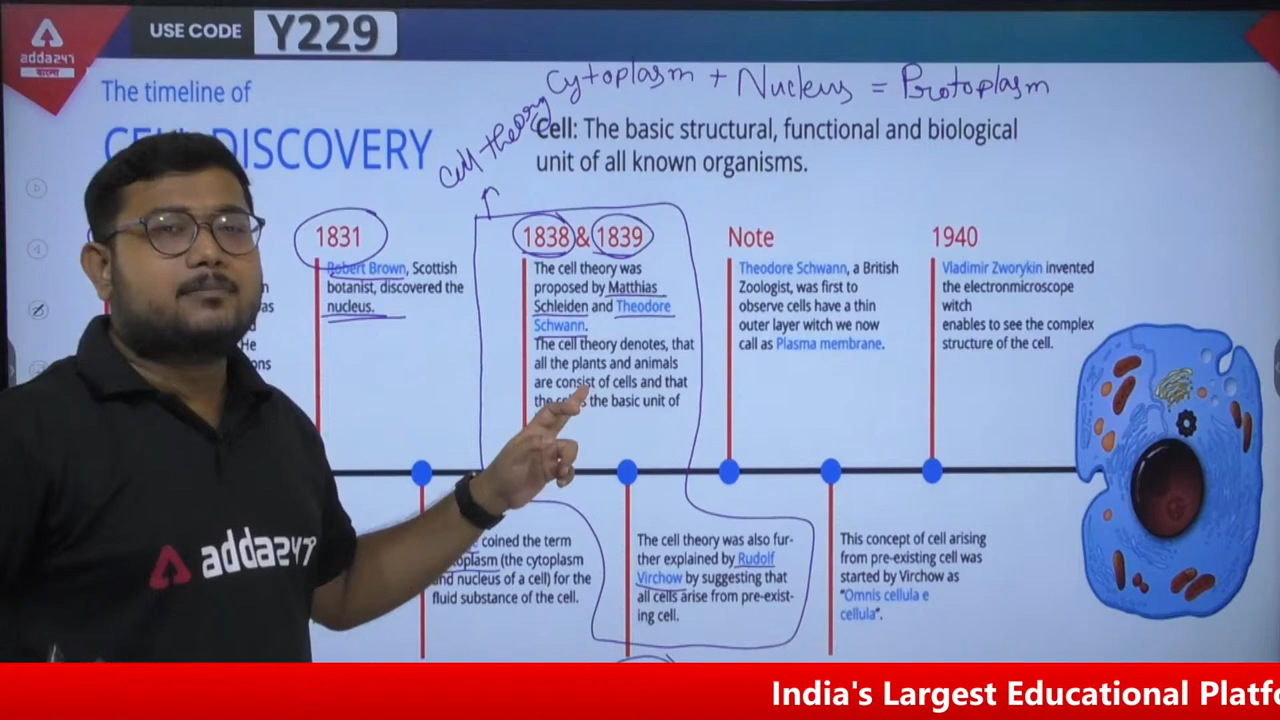 USE CODE
Y229
adda247
বাংলা
Cytoplasm + Nucleus = Protoplasm
cell theory
The timeline of
DISCOVERY
Cell: The basic structural, functional and biological
unit of all known organisms.
1831
Robert Brown, Scottish
botanist, discovered the
nucleus.
1838 & 1839
The cell theory was
proposed by Matthias
Schleiden and Theodore
Schwann.
The cell theory denotes, that
all the plants and animals
are consist of cells and that
the basic unit of
Note
Theodore Schwann, a British
Zoologist, was first to
observe cells have a thin
outer layer witch we now
call as Plasma membrane.
1940
Vladimir Zworykin invented
the electronmicroscope
witch
enables to see the complex
structure of the cell.
coined the term
(the cytoplasm
and nucleus of a cell) for the
fluid substance of the cell.
The cell theory was also fur-
ther explained by Rudolf
Virchow by suggesting that
all cells arise from pre-exist-
ing cell.
This concept of cell arising
from pre-existing cell was
started by Virchow as
"Omnis cellula e
cellula".
adda247
India's Largest Educational